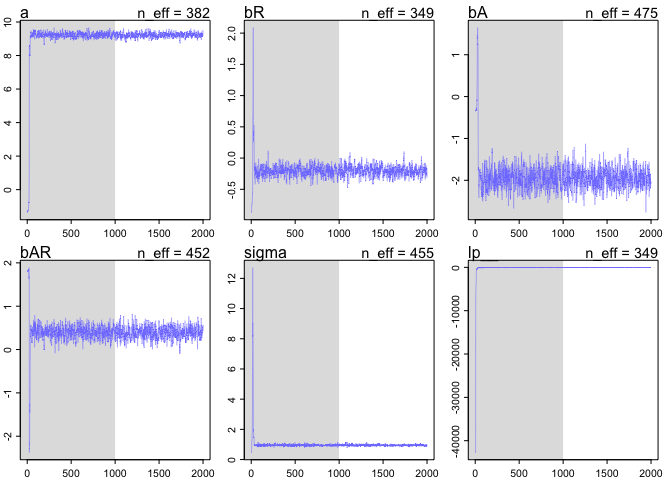 a n_eff = 382
bR n_eff = 349
bA n_eff = 475
0 2 4 6 8 10
-0.5 0.0 0.5 1.0 1.5 2.0
-2 -1 0 1
0 500 1000 1500 2000
0 500 1000 1500 2000
0 500 1000 1500 2000
bAR n_eff = 452
sigma n_eff = 455
lp n_eff = 349
-2 -1 0 1 2
0 2 4 6 8 10 12
-40000 -30000 -20000 -10000 0
0 500 1000 1500 2000
0 500 1000 1500 2000
0 500 1000 1500 2000